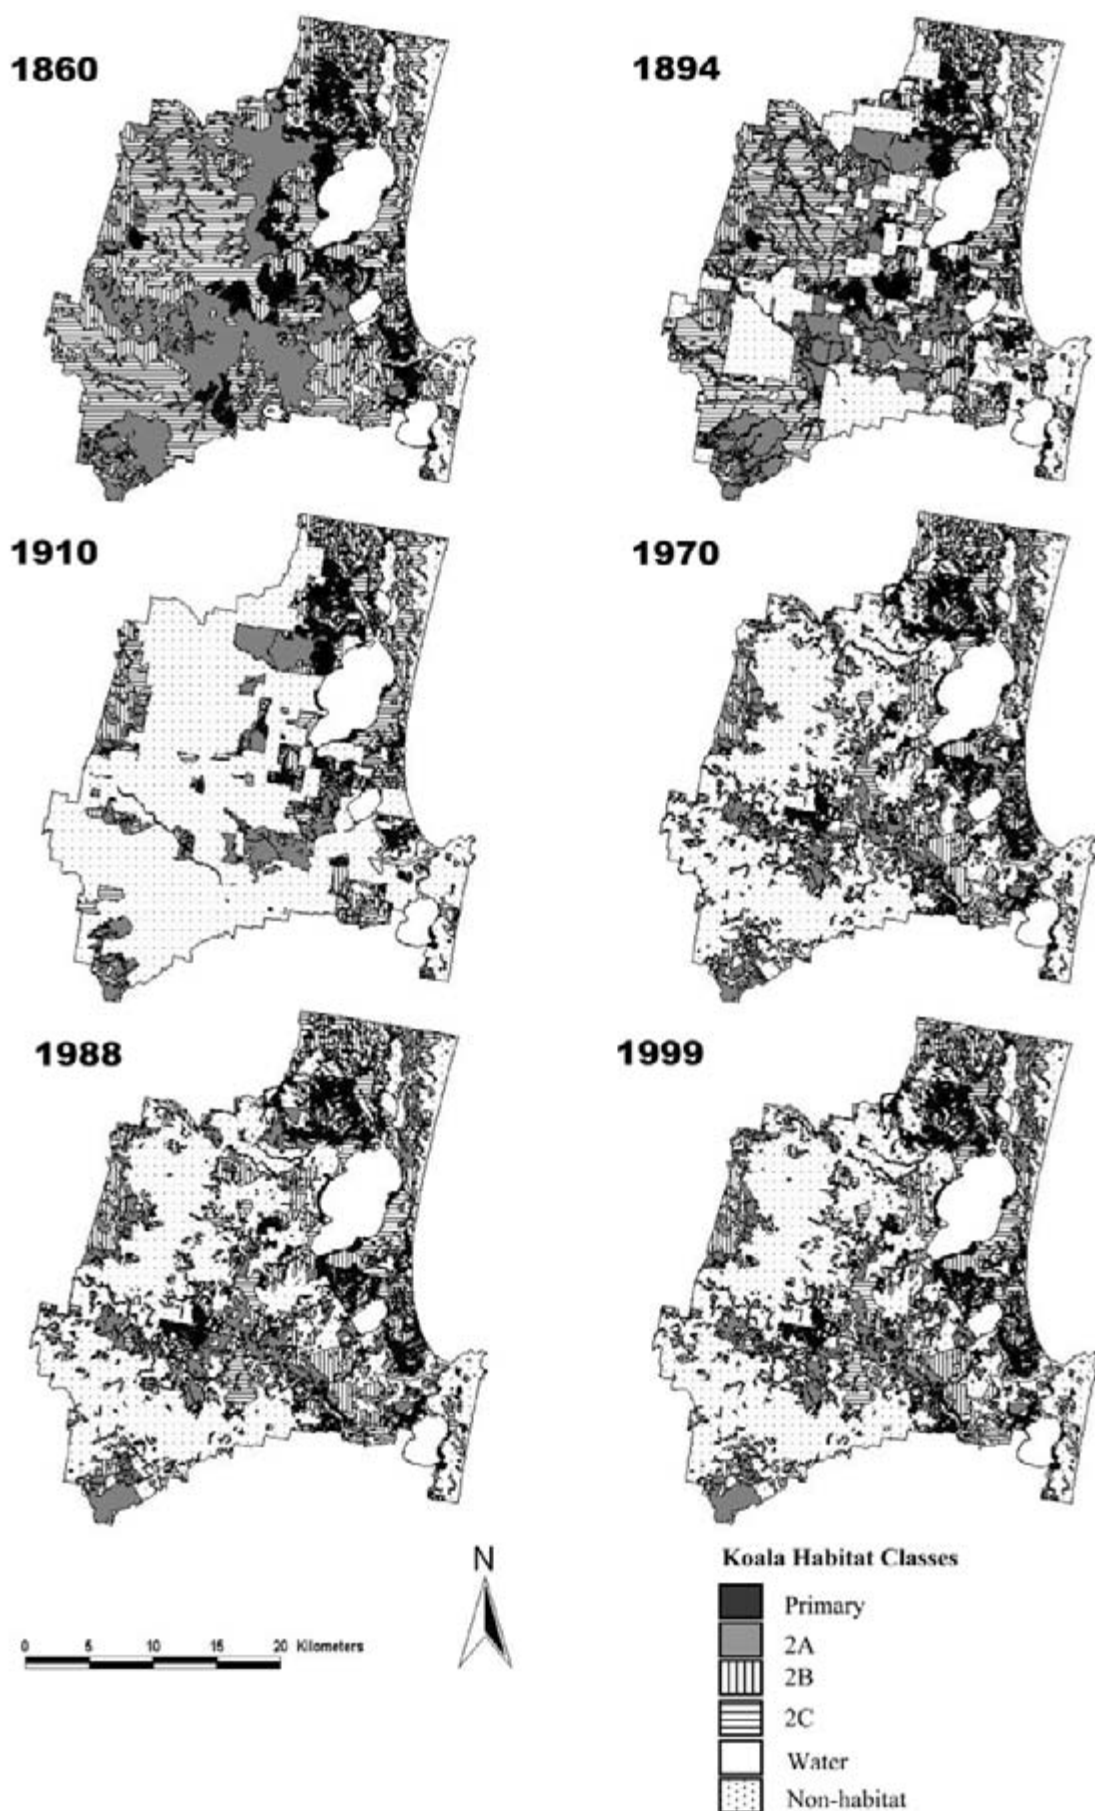 1860
1894
1910
1970
1988
1999
N
0 5 10 15 20 Kilometers
Koala Habitat Classes
Primary
2A
2B
2C
Water
Non-habitat